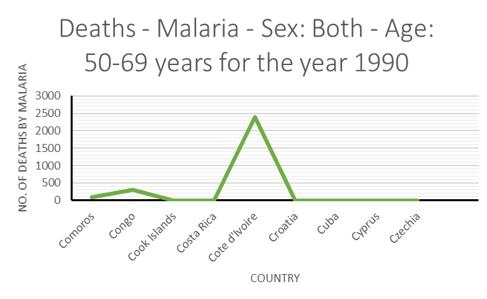 Deaths - Malaria - Sex: Both - Age:
50-69 years for the year 1990
NO. OF DEATHS BY MALARIA
3000
2500
2000
1500
1000
500
0
Comoros
Congo
Cook Islands
Costa Rica
Cote d'Ivoire
Croatia
Cuba
Cyprus
Czechia
COUNTRY